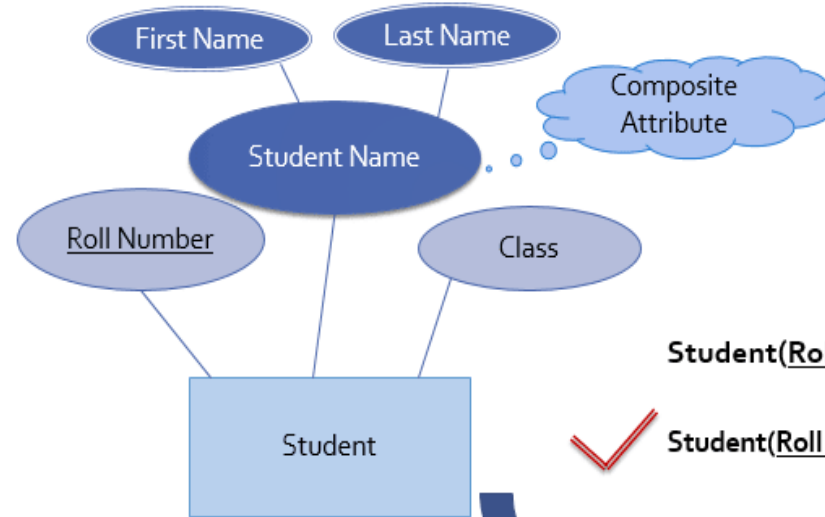 First Name
Last Name
Composite
Attribute
Student Name
Roll Number
Class
Student(Ro
Student
Student(Roll